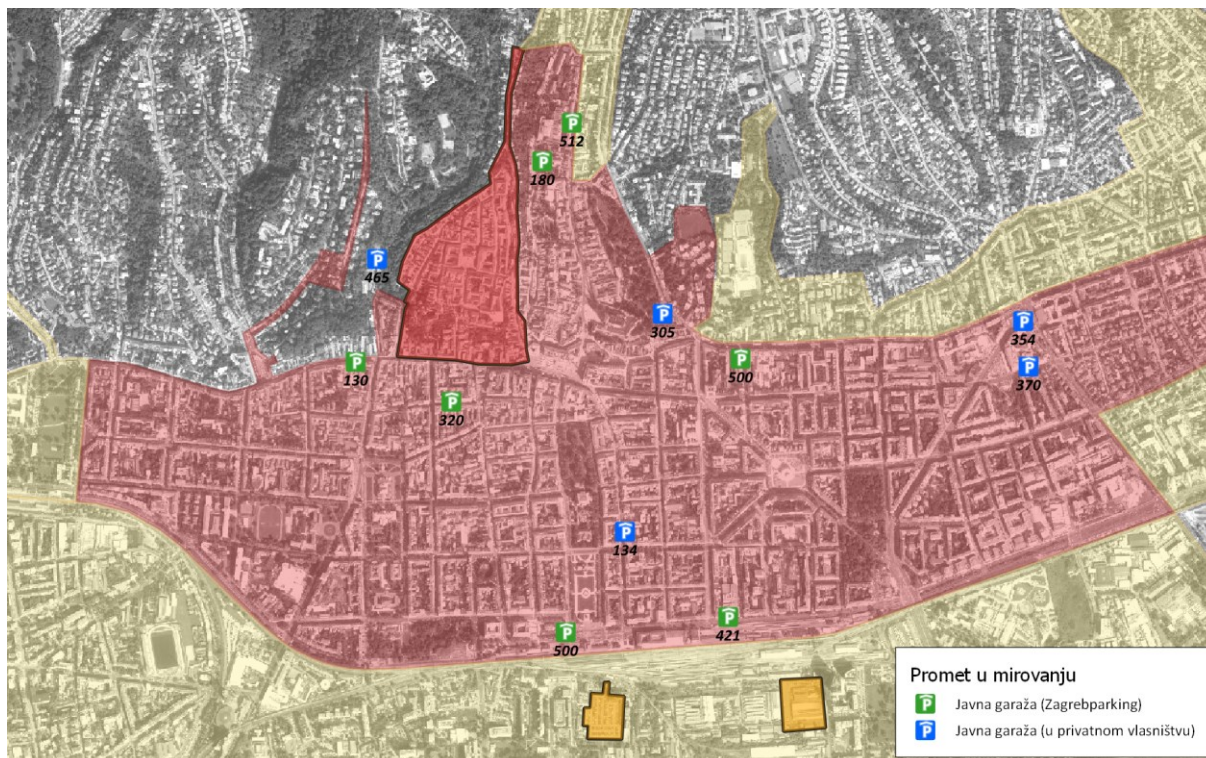 P
512
P
180
P
465
P
305
P
354
P
130
P
500
P
370
P
320
P
134
P
421
P
500
Promet u mirovanju
P Javna garaža (Zagrebparking)
P Javna garaža (u privatnom vlasništvu)